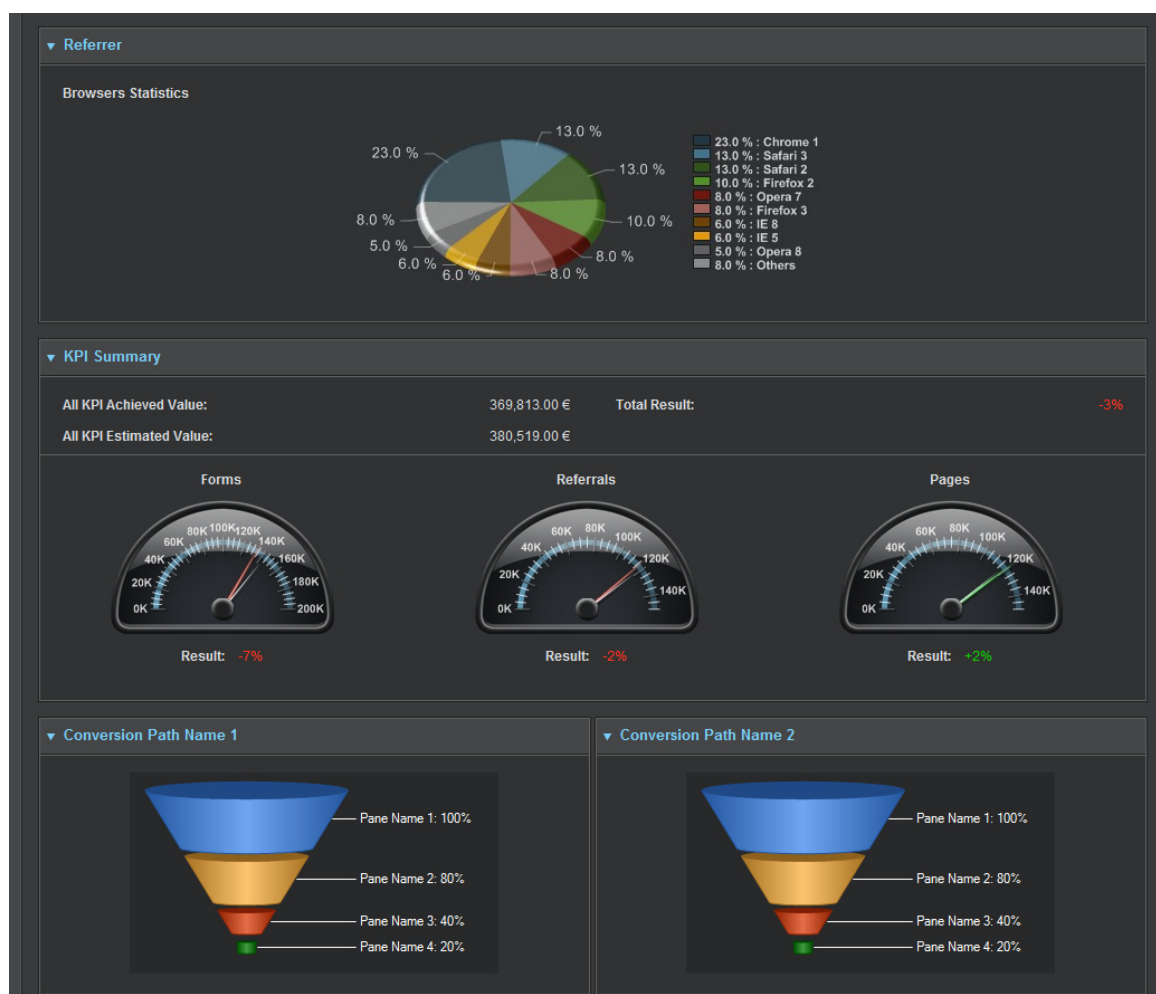 Referrer
Browsers Statistics
13.0 %
23.0 %
13.0 %
8.0 %
10.0 %
5.0 %
8.0 %
6.0 %
6.0 %
8.0 %
23.0 % : Chrome 1
13.0 % : Safari 3
13.0 % : Safari 2
10.0 % : Firefox 2
8.0 % : Opera 7
8.0 % : Firefox 3
6.0 % : IE 8
6.0 % : IE 5
5.0 % : Opera 8
8.0 % : Others
KPI Summary
All KPI Achieved Value: 369,813.00 € Total Result: -3%
All KPI Estimated Value: 380,519.00 €
Forms
0K 20K 40K 60K 80K 100K 120K 140K 160K 180K 200K
Result: -7%
Referrals
0K 20K 40K 60K 80K 100K 120K 140K
Result: -2%
Pages
0K 20K 40K 60K 80K 100K 120K 140K
Result: +2%
Conversion Path Name 1
Pane Name 1: 100%
Pane Name 2: 80%
Pane Name 3: 40%
Pane Name 4: 20%
Conversion Path Name 2
Pane Name 1: 100%
Pane Name 2: 80%
Pane Name 3: 40%
Pane Name 4: 20%